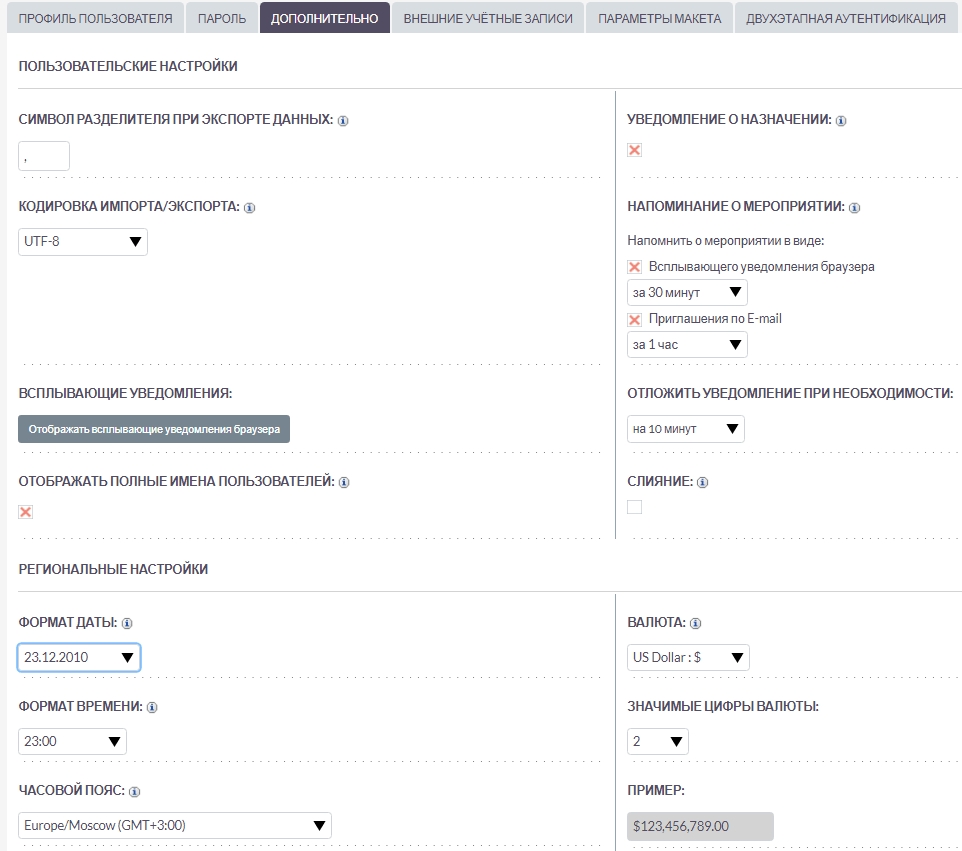 ПРОФИЛЬ ПОЛЬЗОВАТЕЛЯ ПАРОЛЬ ДОПОЛНИТЕЛЬНО ВНЕШНИЕ УЧЁТНЫЕ ЗАПИСИ ПАРАМЕТРЫ МАКЕТА ДВУХЭТАПНАЯ АУТЕНТИФИКАЦИЯ
ПОЛЬЗОВАТЕЛЬСКИЕ НАСТРОЙКИ
СИМВОЛ РАЗДЕЛИТЕЛЯ ПРИ ЭКСПОРТЕ ДАННЫХ:
,
УВЕДОМЛЕНИЕ О НАЗНАЧЕНИИ:
КОДИРОВКА ИМПОРТА/ЭКСПОРТА:
UTF-8
НАПОМИНАНИЕ О МЕРОПРИЯТИИ:
Напомнить о мероприятии в виде:
Всплывающего уведомления браузера
за 30 минут
Приглашения по E-mail
за 1 час
ВСПЛЫВАЮЩИЕ УВЕДОМЛЕНИЯ:
Отображать всплывающие уведомления браузера
ОТЛОЖИТЬ УВЕДОМЛЕНИЕ ПРИ НЕОБХОДИМОСТИ:
на 10 минут
ОТОБРАЖАТЬ ПОЛНЫЕ ИМЕНА ПОЛЬЗОВАТЕЛЕЙ:
СЛИЯНИЕ:
РЕГИОНАЛЬНЫЕ НАСТРОЙКИ
ФОРМАТ ДАТЫ:
23.12.2010
ВАЛЮТА:
US Dollar : $
ФОРМАТ ВРЕМЕНИ:
23:00
ЗНАЧИМЫЕ ЦИФРЫ ВАЛЮТЫ:
2
ЧАСОВОЙ ПОЯС:
Europe/Moscow (GMT+3:00)
ПРИМЕР:
$123,456,789.00